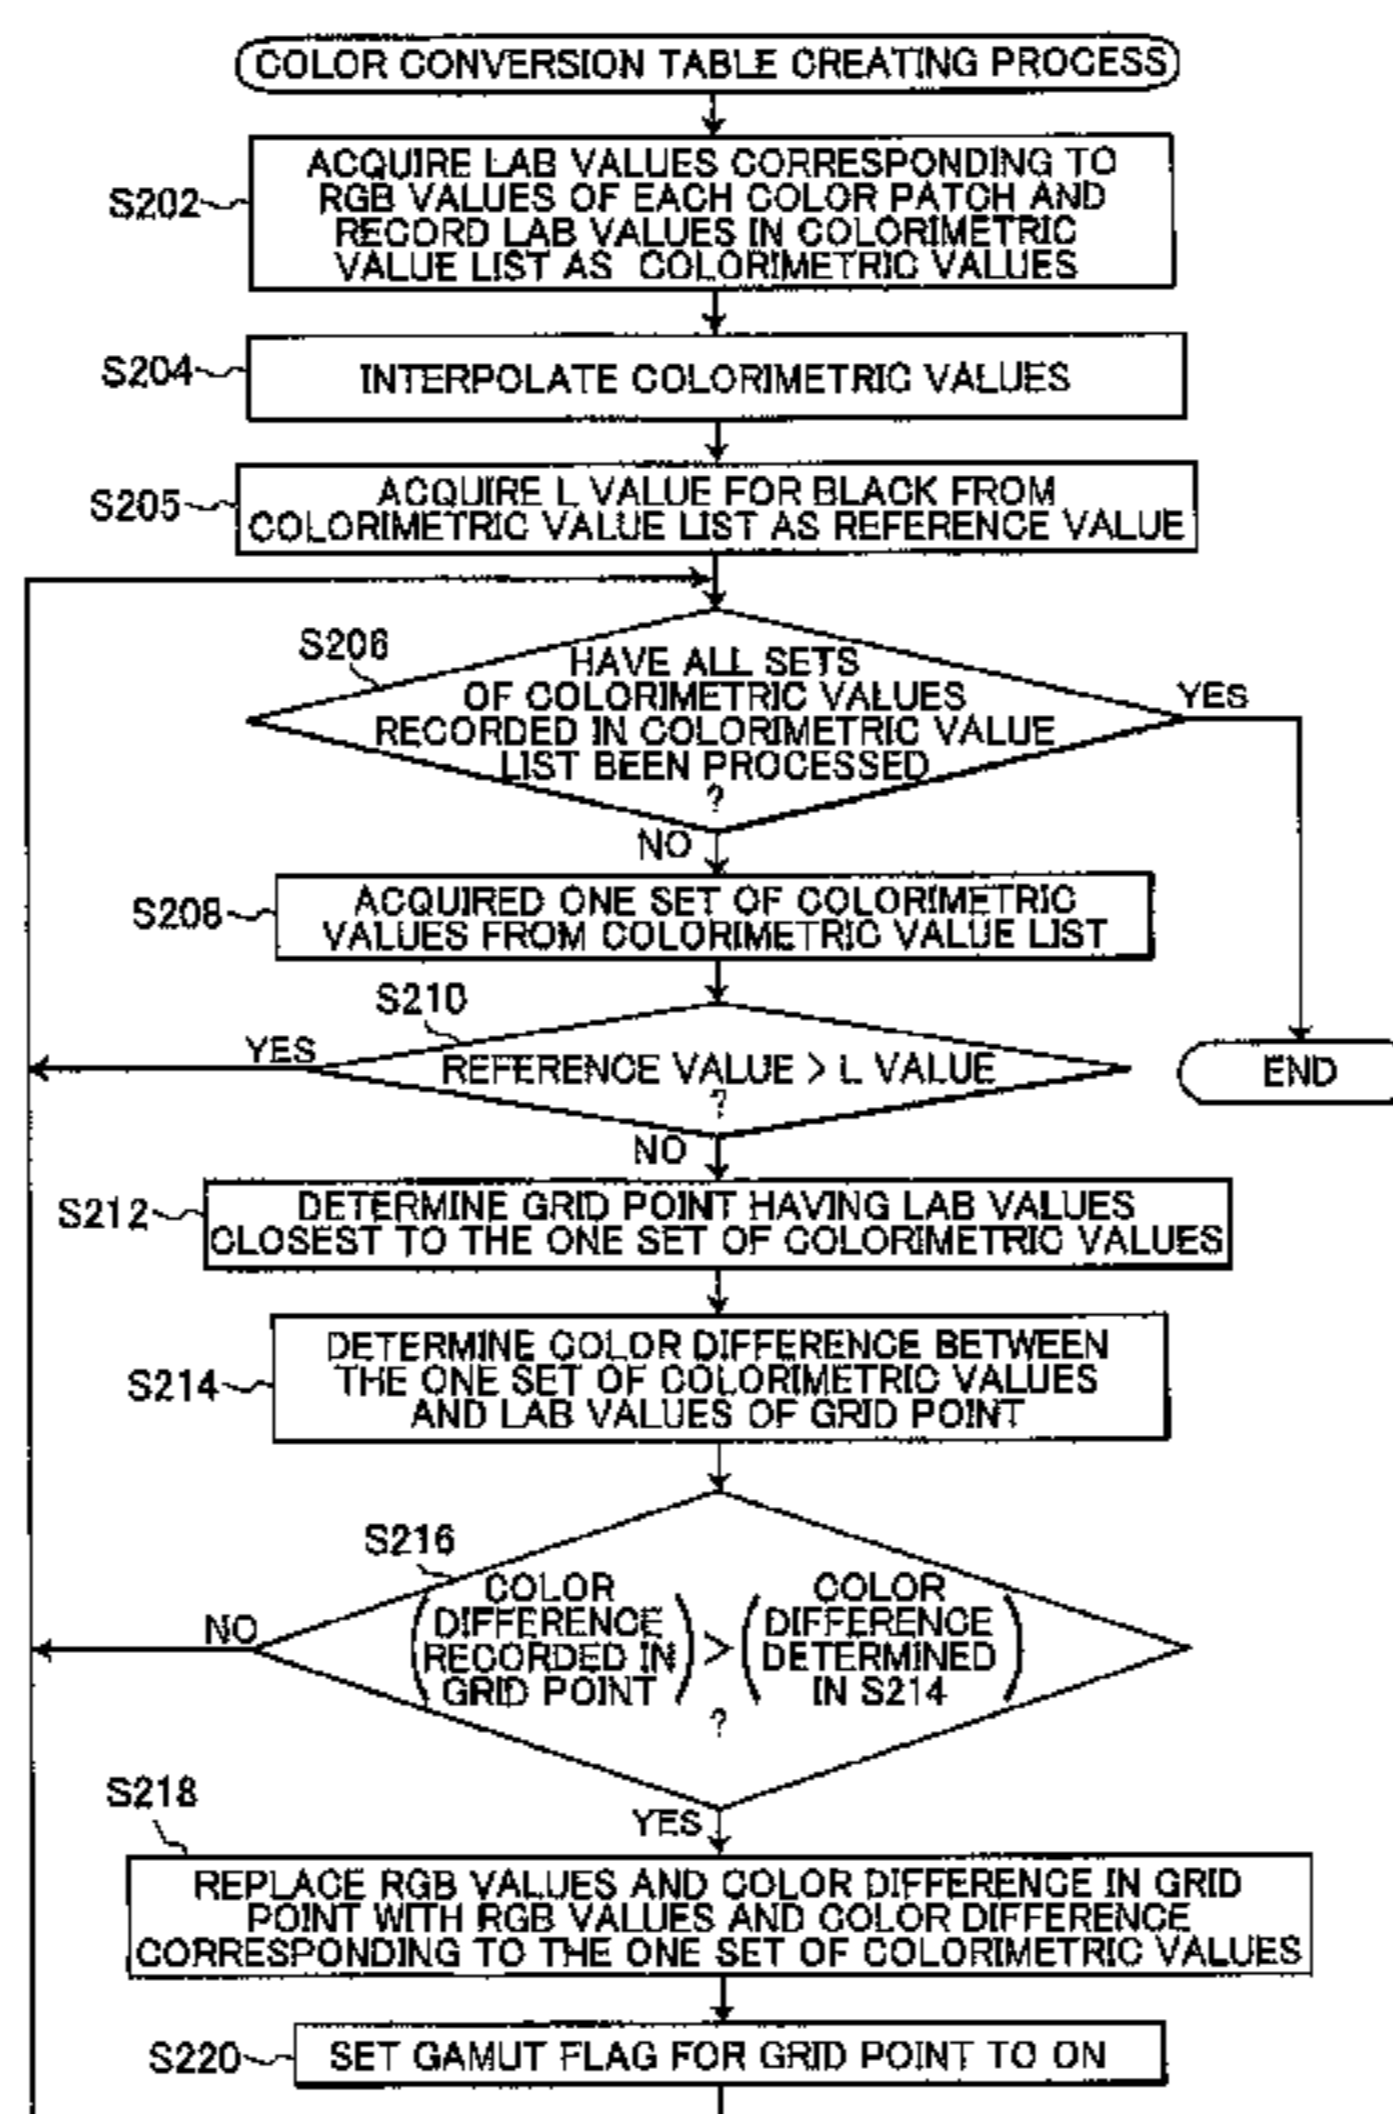 COLOR CONVERSION TABLE CREATING PROCESS
S202
ACQUIRE LAB VALUES CORRESPONDING TO
RGB VALUES OF EACH COLOR PATCH AND
RECORD LAB VALUES IN COLORIMETRIC
VALUE LIST AS COLORIMETRIC VALUES
S204
INTERPOLATE COLORIMETRIC VALUES
S205
ACQUIRE L VALUE FOR BLACK FROM
COLORIMETRIC VALUE LIST AS REFERENCE VALUE
S206
HAVE ALL SETS
OF COLORIMETRIC VALUES
RECORDED IN COLORIMETRIC VALUE
LIST BEEN PROCESSED
?
YES
NO
S208
ACQUIRED ONE SET OF COLORIMETRIC
VALUES FROM COLORIMETRIC VALUE LIST
S210
YES
REFERENCE VALUE > L VALUE
?
END
NO
S212
DETERMINE GRID POINT HAVING LAB VALUES
CLOSEST TO THE ONE SET OF COLORIMETRIC VALUES
S214
DETERMINE COLOR DIFFERENCE BETWEEN
THE ONE SET OF COLORIMETRIC VALUES
AND LAB VALUES OF GRID POINT
S216
NO
(COLOR
DIFFERENCE
RECORDED IN
GRID POINT)
>
(COLOR
DIFFERENCE
DETERMINED
IN S214)
?
YES
S218
REPLACE RGB VALUES AND COLOR DIFFERENCE IN GRID
POINT WITH RGB VALUES AND COLOR DIFFERENCE
CORRESPONDING TO THE ONE SET OF COLORIMETRIC VALUES
S220
SET GAMUT FLAG FOR GRID POINT TO ON